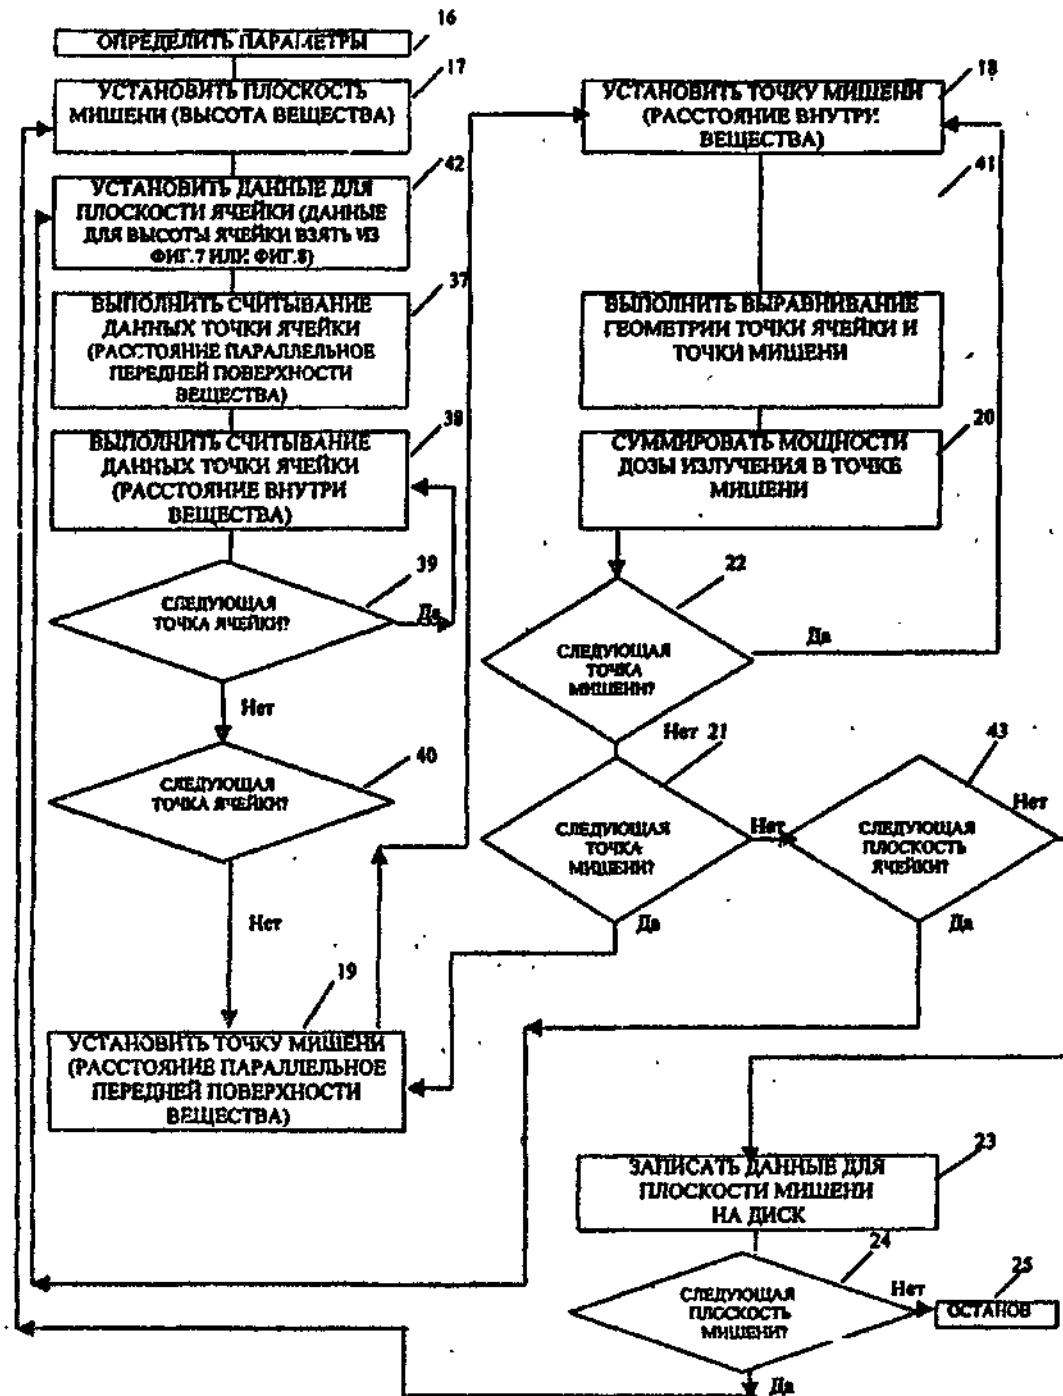 16
ОПРЕДЕЛИТЬ ПАРАМЕТРЫ
17
УСТАНОВИТЬ ПЛОСКОСТЬ
МИШЕНИ (ВЫСОТА ВЕЩЕСТВА)
42
УСТАНОВИТЬ ДАННЫЕ ДЛЯ
ПЛОСКОСТИ ЯЧЕЙКИ (ДАННЫЕ
ДЛЯ ВЫСОТЫ ЯЧЕЙКИ ВЗЯТЬ ИЗ
ФИГ.7 ИЛИ ФИГ.8)
37
ВЫПОЛНИТЬ СЧИТЫВАНИЕ
ДАННЫХ ТОЧКИ ЯЧЕЙКИ
(РАССТОЯНИЕ ПАРАЛЛЕЛЬНОЕ
ПЕРЕДНЕЙ ПОВЕРХНОСТИ
ВЕЩЕСТВА)
38
ВЫПОЛНИТЬ СЧИТЫВАНИЕ
ДАННЫХ ТОЧКИ ЯЧЕЙКИ
(РАССТОЯНИЕ ВНУТРИ
ВЕЩЕСТВА)
39
СЛЕДУЮЩАЯ
ТОЧКА ЯЧЕЙКИ?
Да
Нет
40
СЛЕДУЮЩАЯ
ТОЧКА ЯЧЕЙКИ?
Нет
19
УСТАНОВИТЬ ТОЧКУ МИШЕНИ
(РАССТОЯНИЕ ПАРАЛЛЕЛЬНОЕ
ПЕРЕДНЕЙ ПОВЕРХНОСТИ
ВЕЩЕСТВА)
18
УСТАНОВИТЬ ТОЧКУ МИШЕНИ
(РАССТОЯНИЕ ВНУТРИ
ВЕЩЕСТВА)
41
ВЫПОЛНИТЬ ВЫРАВНИВАНИЕ
ГЕОМЕТРИИ ТОЧКИ ЯЧЕЙКИ И
ТОЧКИ МИШЕНИ
20
СУММИРОВАТЬ МОЩНОСТИ
ДОЗЫ ИЗЛУЧЕНИЯ В ТОЧКЕ
МИШЕНИ
22
СЛЕДУЮЩАЯ
ТОЧКА
МИШЕНИ?
Да
Нет 21
СЛЕДУЮЩАЯ
ТОЧКА
МИШЕНИ?
Нет
Да
43
СЛЕДУЮЩАЯ
ПЛОСКОСТЬ
ЯЧЕЙКИ?
Нет
Да
23
ЗАПИСАТЬ ДАННЫЕ ДЛЯ
ПЛОСКОСТИ МИШЕНИ
НА ДИСК
24
СЛЕДУЮЩАЯ
ПЛОСКОСТЬ
МИШЕНИ?
Нет
25
ОСТАНОВ
Да